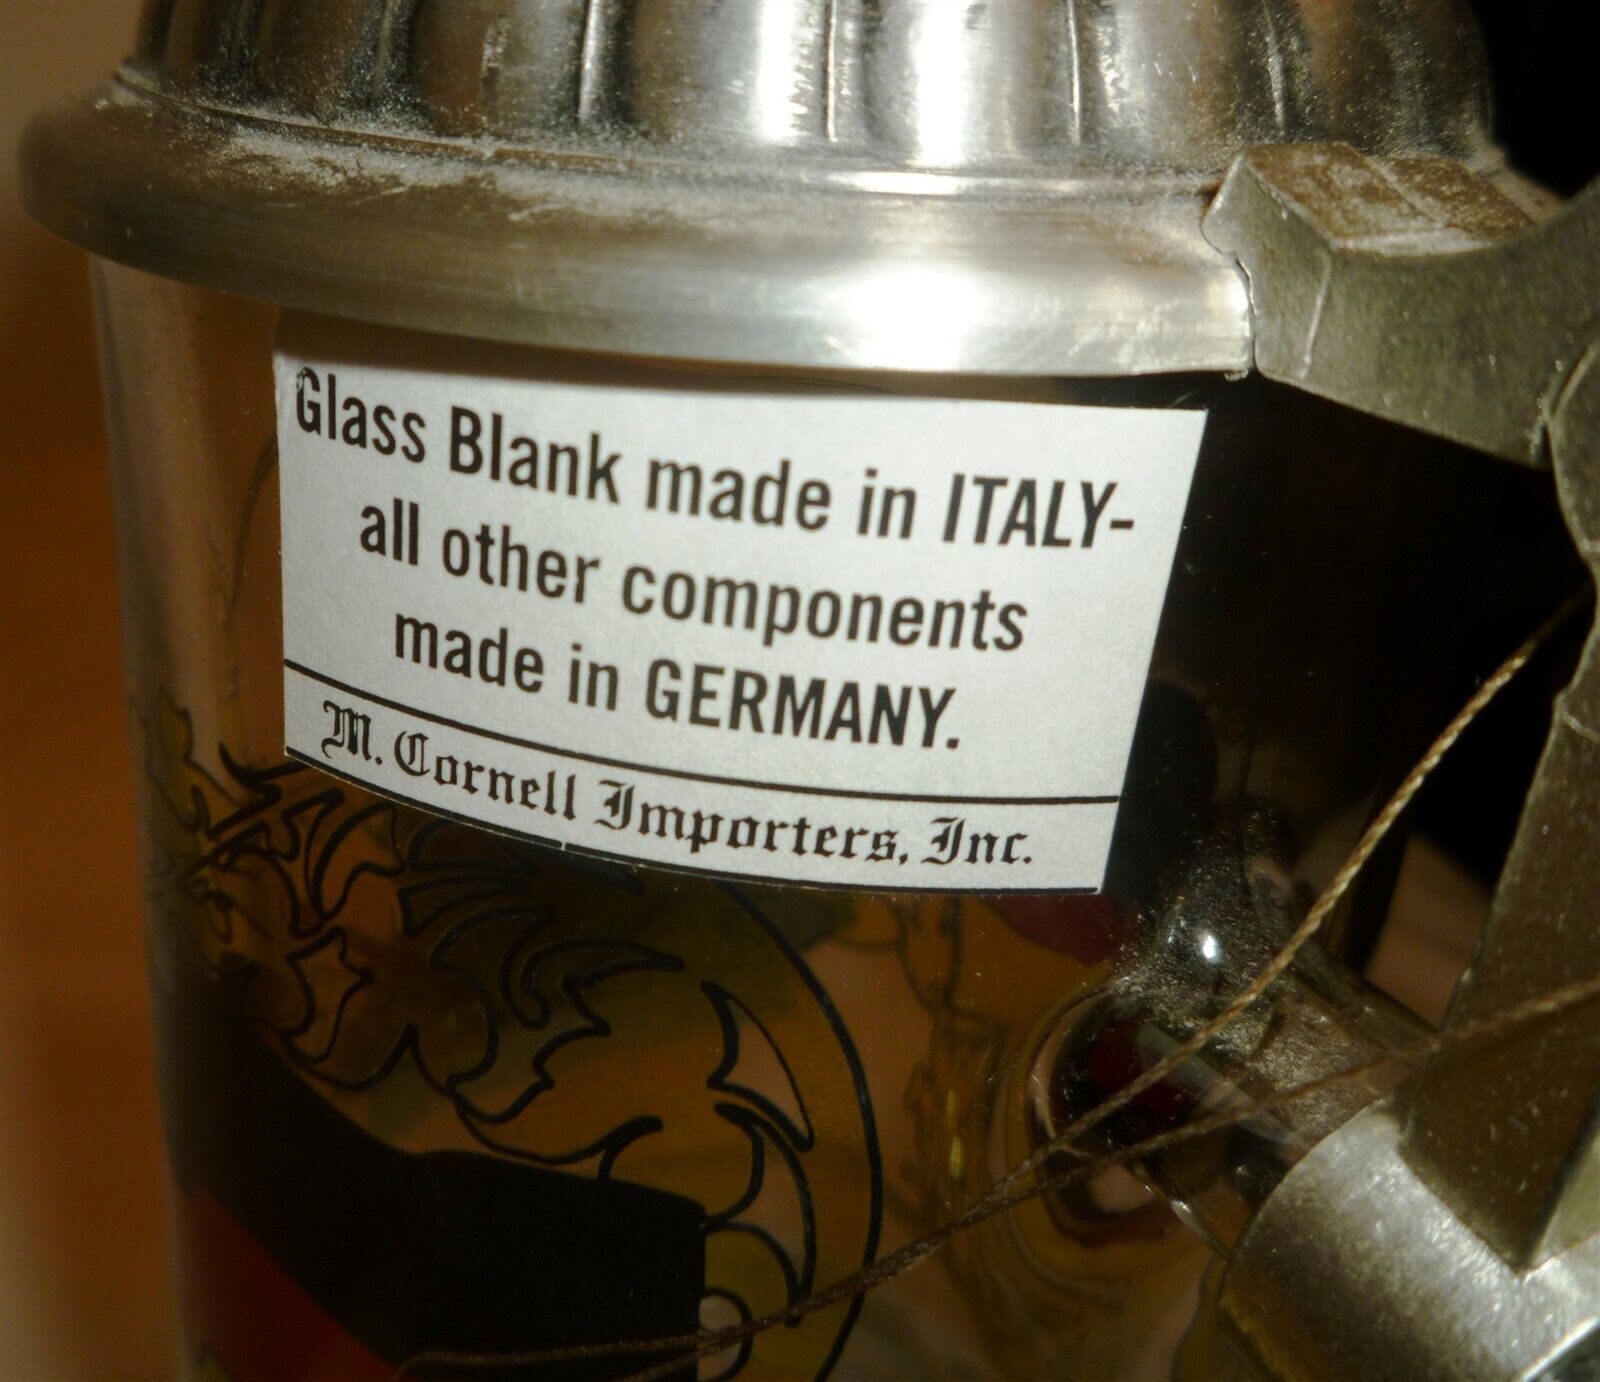 Glass Blank made in ITALY-
all other components
made in GERMANY.
M. Cornell Importers, Inc.